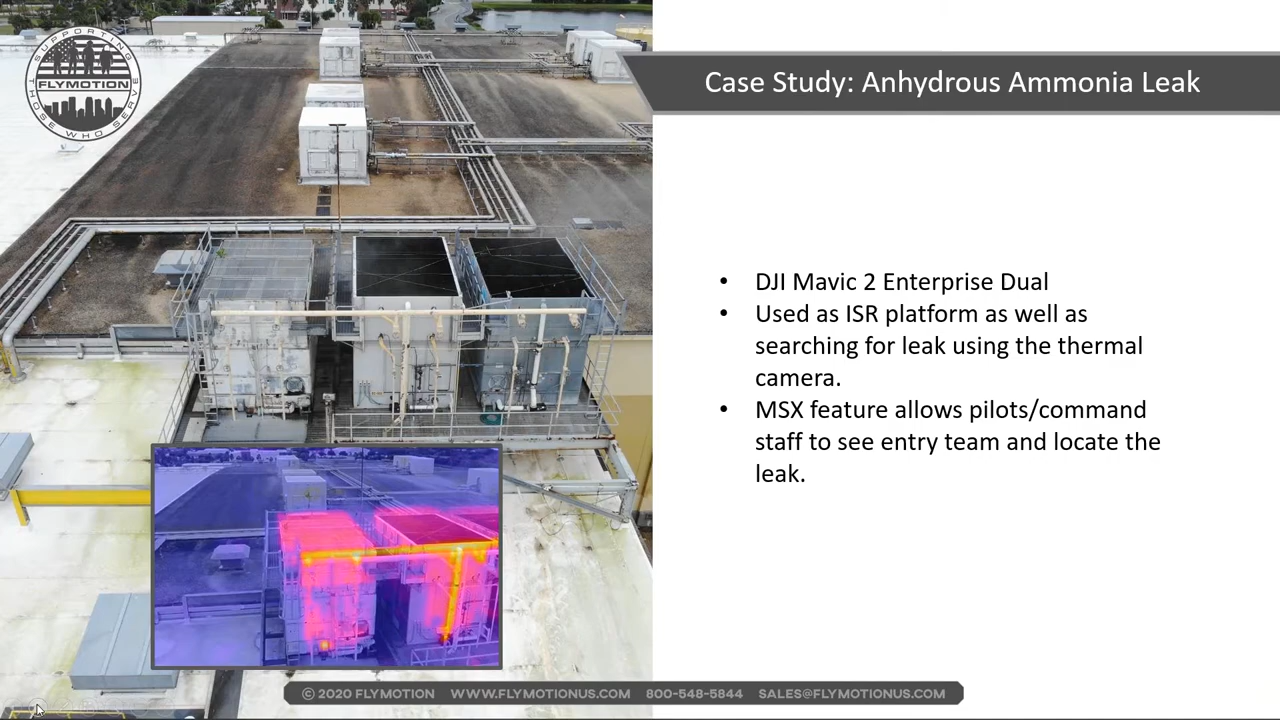 SUPPORTING
FLYMOTION
THOSE WHO SERVE
Case Study: Anhydrous Ammonia Leak
• DJI Mavic 2 Enterprise Dual
• Used as ISR platform as well as
searching for leak using the thermal
camera.
• MSX feature allows pilots/command
staff to see entry team and locate the
leak.
© 2020 FLYMOTION WWW.FLYMOTIONUS.COM 800-548-5844 SALES@FLYMOTIONUS.COM